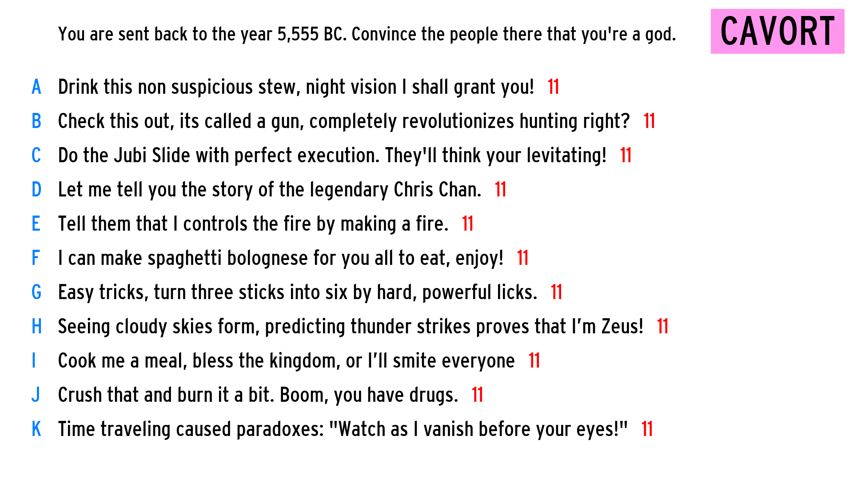 You are sent back to the year 5,555 BC. Convince the people there that you're a god.
CAVORT
A Drink this non suspicious stew, night vision I shall grant you! 11
B Check this out, its called a gun, completely revolutionizes hunting right? 11
C Do the Jubi Slide with perfect execution. They'll think your levitating! 11
D Let me tell you the story of the legendary Chris Chan. 11
E Tell them that I controls the fire by making a fire. 11
F I can make spaghetti bolognese for you all to eat, enjoy! 11
G Easy tricks, turn three sticks into six by hard, powerful licks. 11
H Seeing cloudy skies form, predicting thunder strikes proves that I'm Zeus! 11
I Cook me a meal, bless the kingdom, or I'll smite everyone 11
J Crush that and burn it a bit. Boom, you have drugs. 11
K Time traveling caused paradoxes: "Watch as I vanish before your eyes!" 11